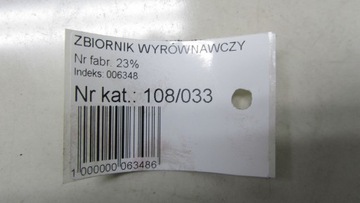 ZBIORNIK WYRÓWNAWCZY
Nr fabr. 23%
Indeks: 006348
Nr kat.: 108/033
1 000000 063486